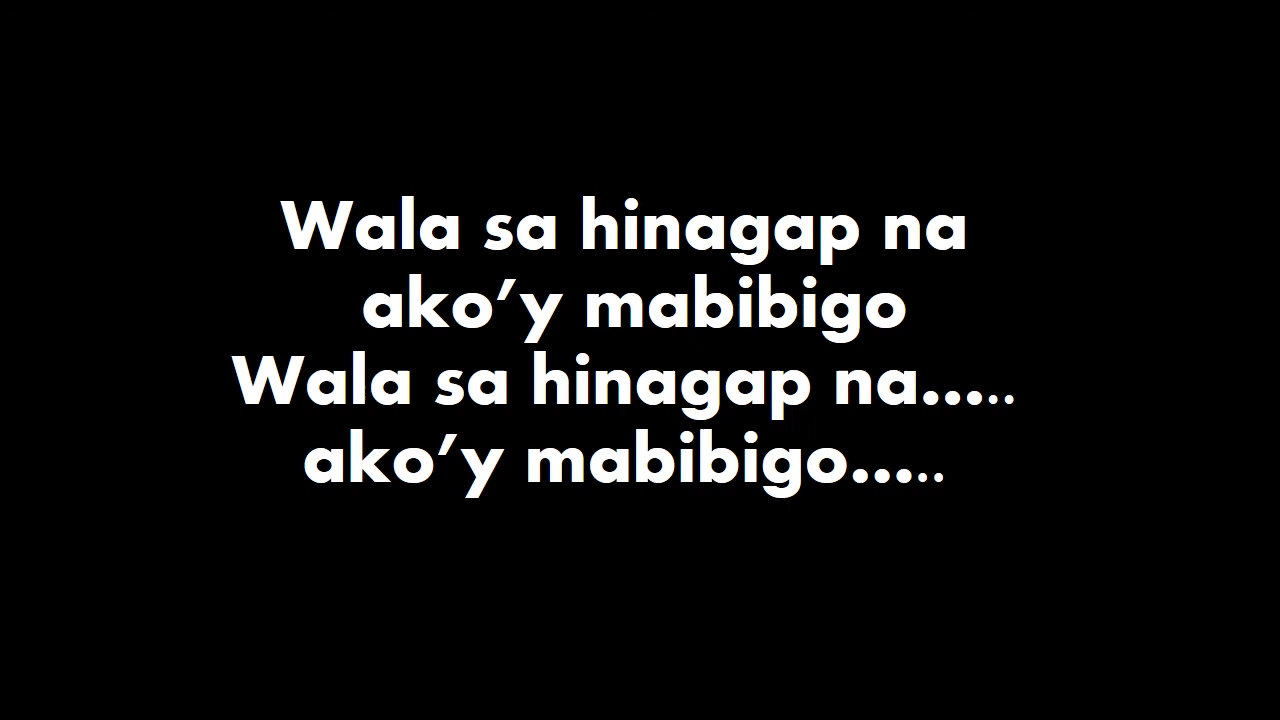 Wala sa hinagap na
ako’y mabibigo
Wala sa hinagap na.....
ako’y mabibigo.....